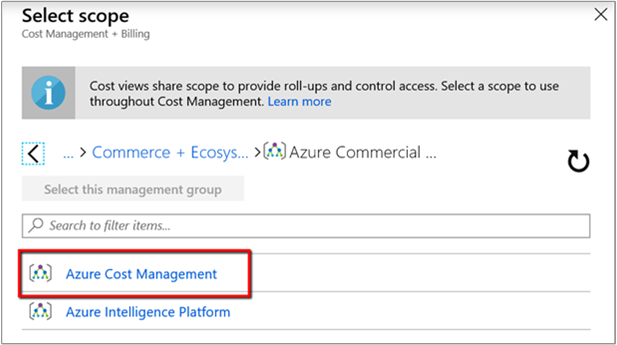 Select scope
Cost Management + Billing
Cost views share scope to provide roll-ups and control access. Select a scope to use
throughout Cost Management. Learn more
... > Commerce + Ecosys... > Azure Commercial ...
Select this management group
Search to filter items...
Azure Cost Management
Azure Intelligence Platform